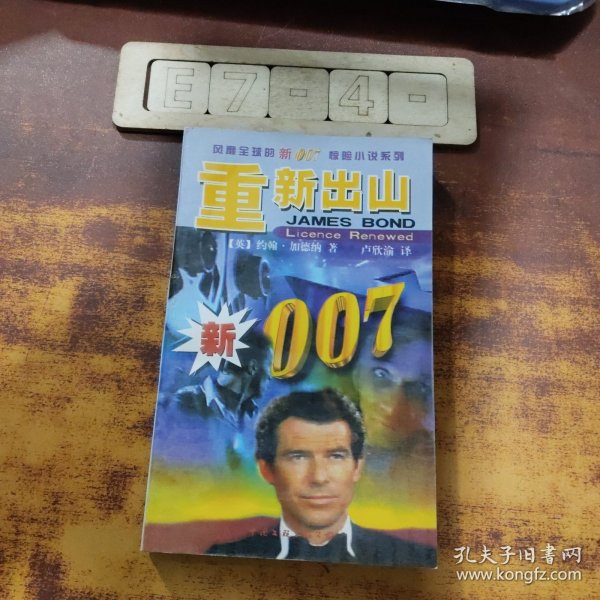 E7-4-
风靡全球的新007惊险小说系列
重新出山
JAMES BOND
Licence Renewed
【英】约翰·加德纳 著 卢欣渝 译
新
007
孔夫子旧书网
www.kongfz.com